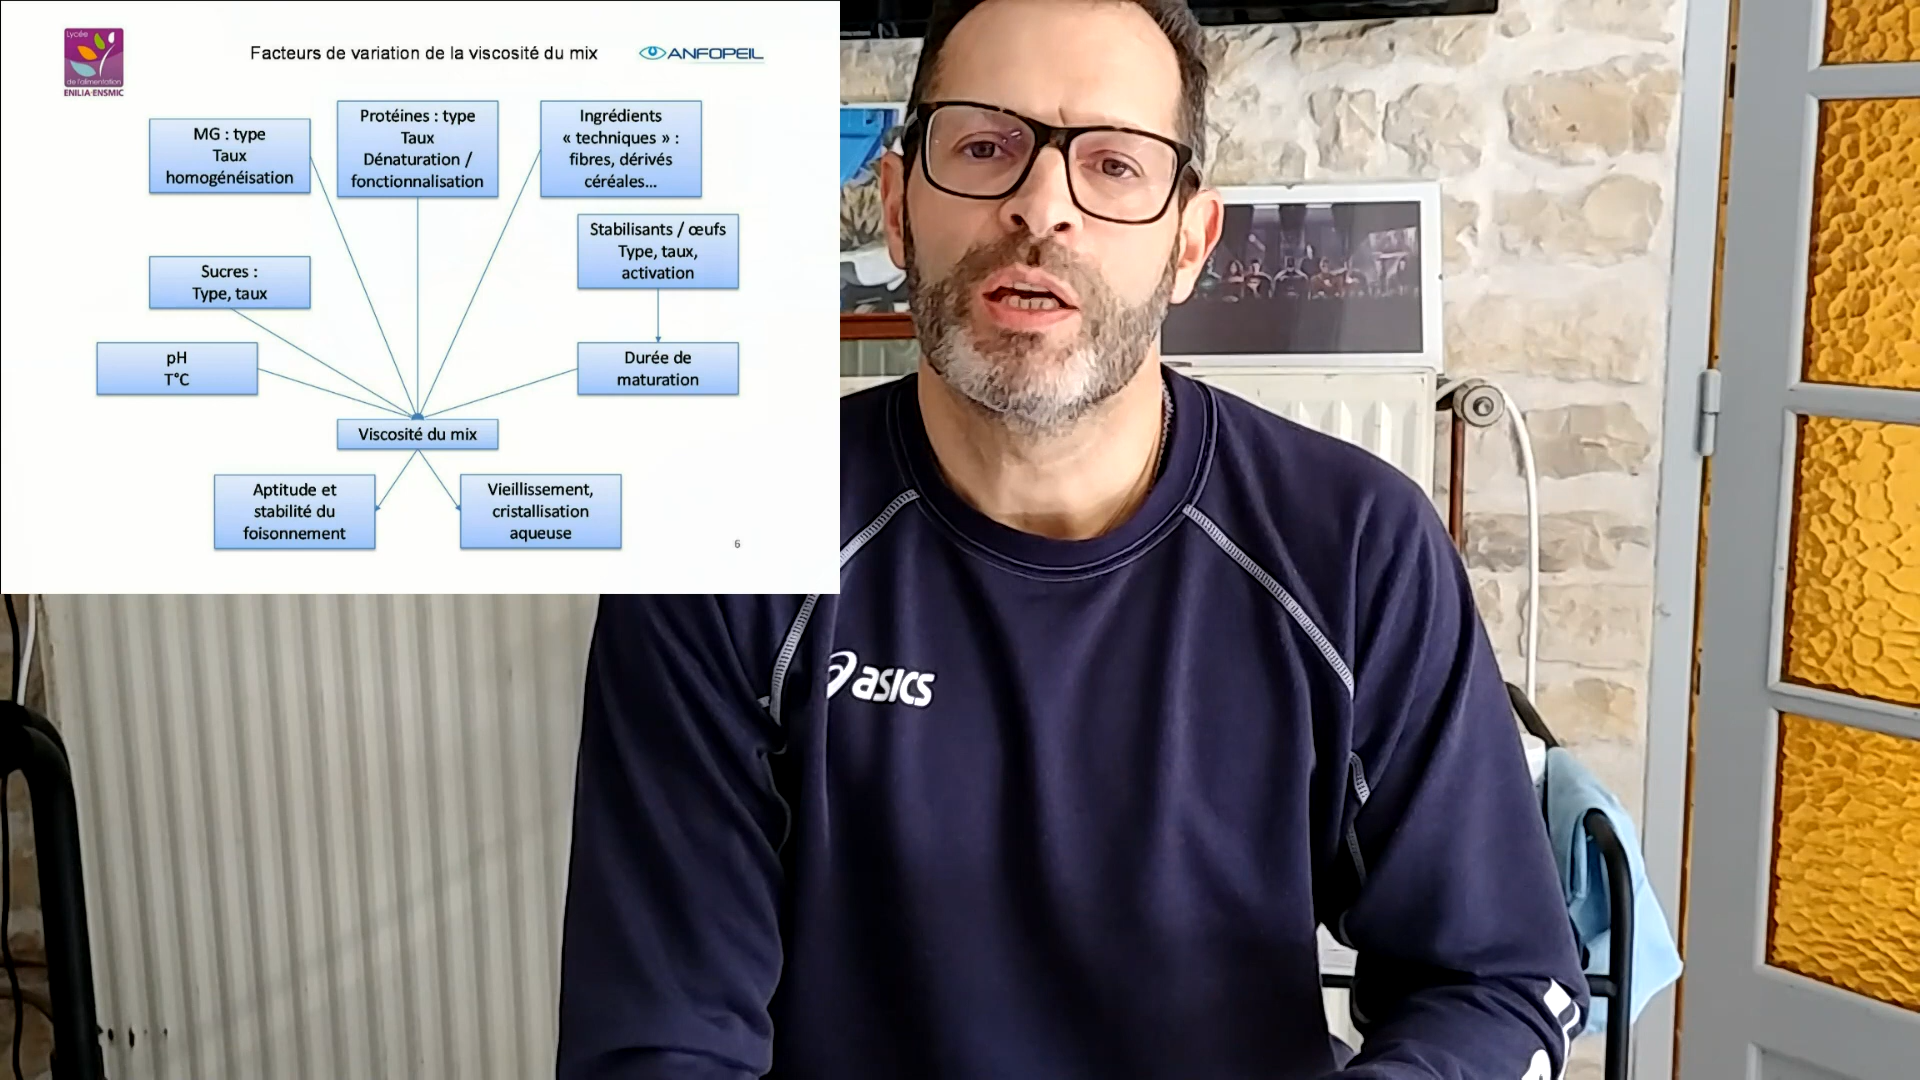 Lycée
de l'alimentation
ENILIA-ENSMIC
Facteurs de variation de la viscosité du mix
ANFOPEIL
MG : type
Taux
homogénéisation
Protéines : type
Taux
Dénaturation /
fonctionnalisation
Ingrédients
« techniques » :
fibres, dérivés
céréales...
Stabilisants / œufs
Type, taux,
activation
Sucres :
Type, taux
pH
T°C
Durée de
maturation
Viscosité du mix
Aptitude et
stabilité du
foisonnement
Vieillissement,
cristallisation
aqueuse
6
asics